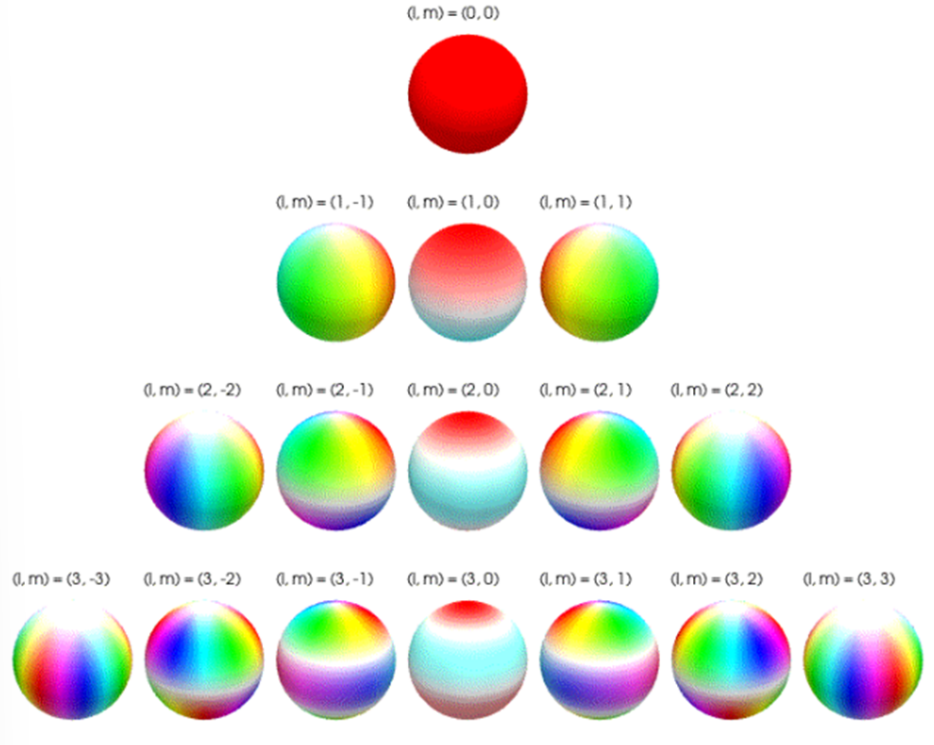 (l, m) = (0, 0)
(l, m) = (1, -1) (l, m) = (1, 0) (l, m) = (1, 1)
(l, m) = (2, -2) (l, m) = (2, -1) (l, m) = (2, 0) (l, m) = (2, 1) (l, m) = (2, 2)
(l, m) = (3, -3) (l, m) = (3, -2) (l, m) = (3, -1) (l, m) = (3, 0) (l, m) = (3, 1) (l, m) = (3, 2) (l, m) = (3, 3)